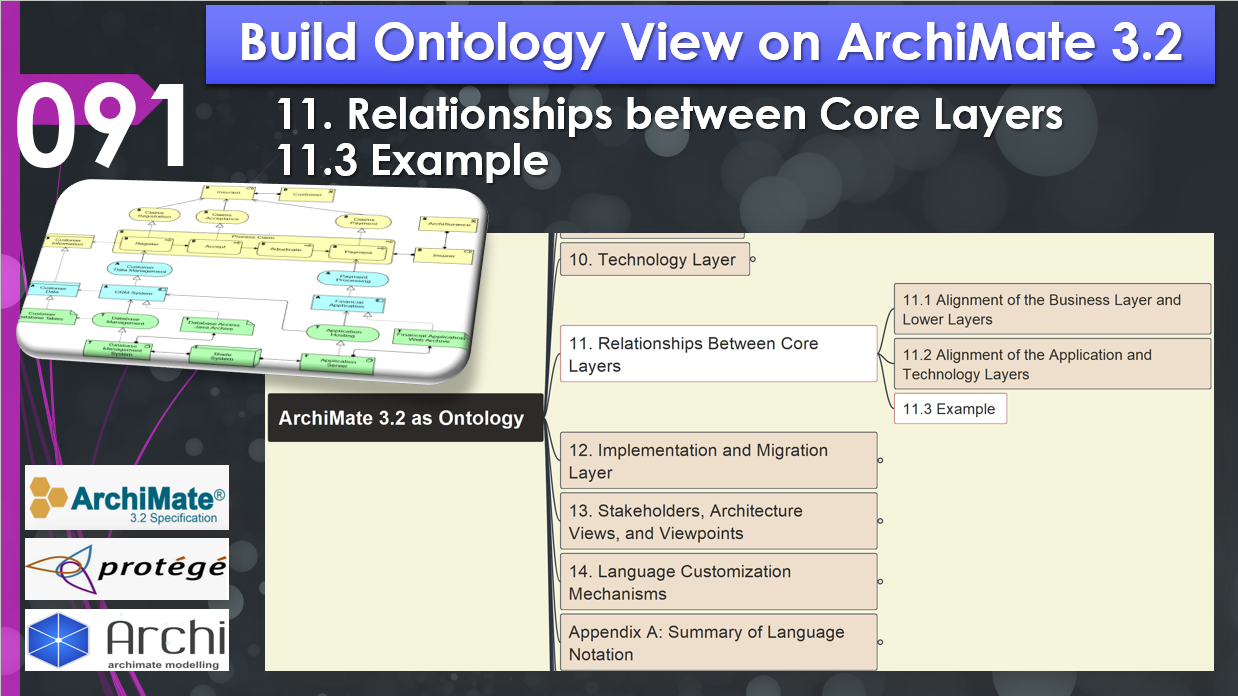 Build Ontology View on ArchiMate 3.2
091
11. Relationships between Core Layers
11.3 Example
Insurant
Customer
Claims
Registration
Claims
Acceptance
Claims
Payment
ArchiSurance
Customer
Information
Process Claim
Register
Accept
Adjudicate
Payment
Insurer
Customer
Data Management
Payment
Processing
Customer
Data
CRM System
Financial
Application
Customer
Database Tables
Database
Management
Database Access
Java Archive
Application
Hosting
Financial Application
Web Archive
Database
Management
System
Blade
System
Application
Server
10. Technology Layer
11. Relationships Between Core
Layers
11.1 Alignment of the Business Layer and
Lower Layers
11.2 Alignment of the Application and
Technology Layers
11.3 Example
ArchiMate 3.2 as Ontology
12. Implementation and Migration
Layer
13. Stakeholders, Architecture
Views, and Viewpoints
14. Language Customization
Mechanisms
Appendix A: Summary of Language
Notation
ArchiMate®
3.2 Specification
protégé
Archi
archimate modelling